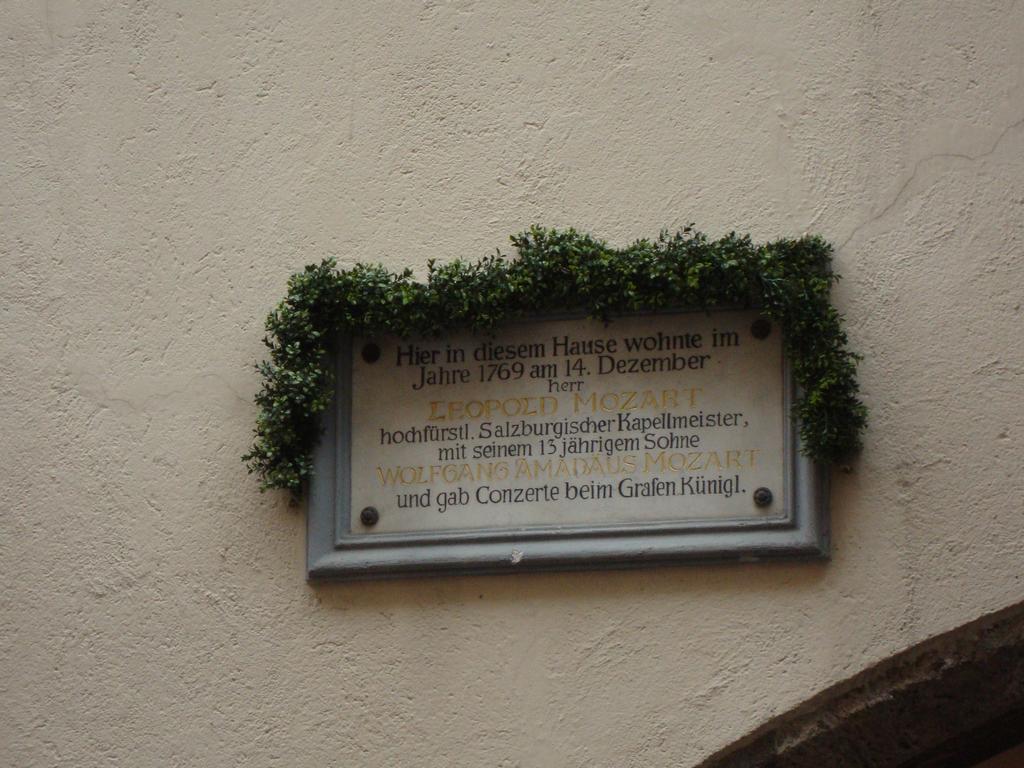 Hier in diesem Hause wohnte im
Jahre 1769 am 14. Dezember
herr
LEOPOLD MOZART
hochfürstl. Salzburgischer Kapellmeister,
mit seinem 13 jährigem Sohne
WOLFGANG AMADÄUS MOZART
und gab Conzerte beim Grafen Künigl.